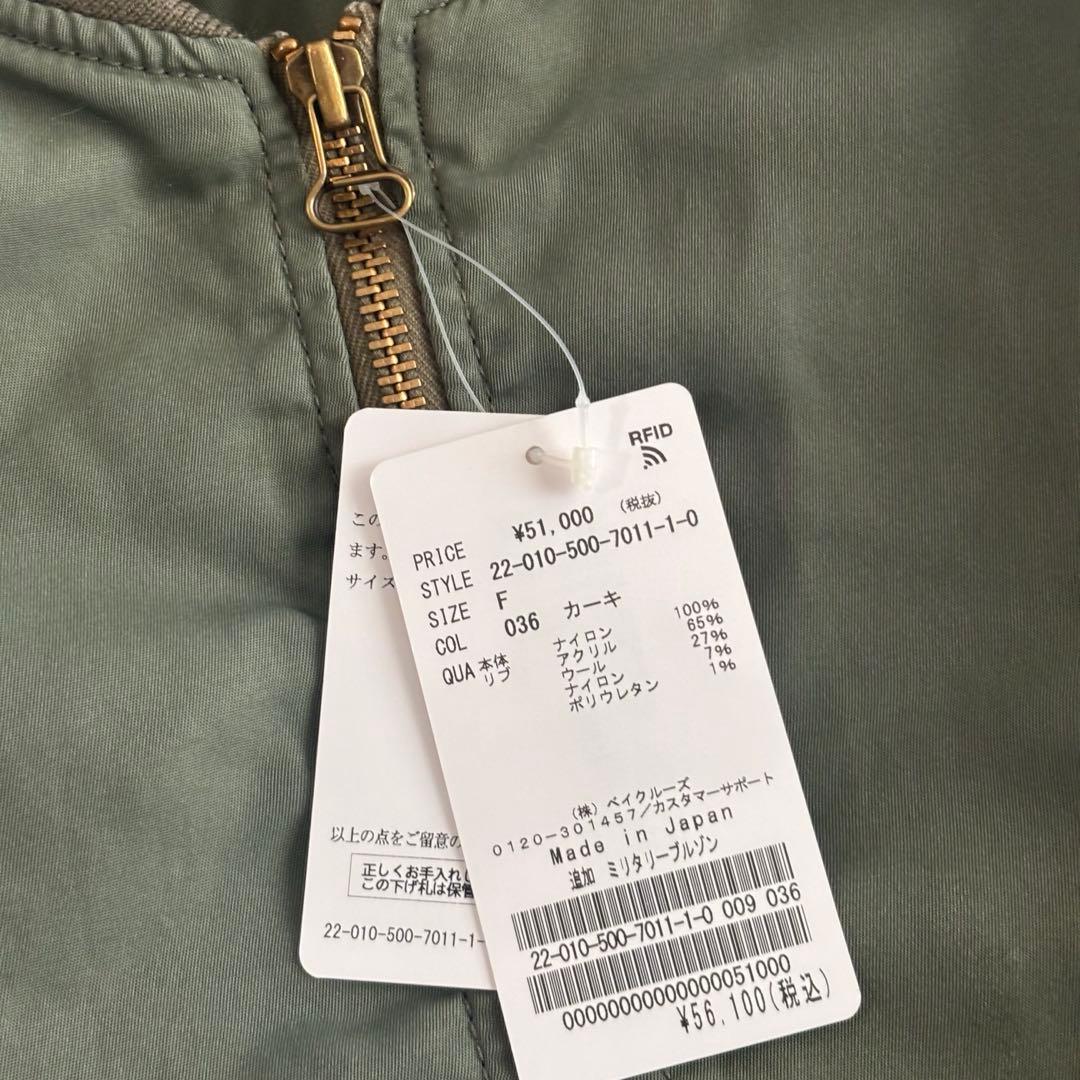 RFID
PRICE ¥51,000 (税抜)
STYLE 22-010-500-7011-1-0
SIZE F
COL 036 カーキ
QUA 本体 ナイロン 100%
リブ アクリル 65%
ウール 27%
ナイロン 7%
ポリウレタン 1%
(株) ベイクルーズ
0120-301457/カスタマーサポート
Made in Japan
追加 ミリタリーブルゾン
22-010-500-7011-1-0 009 036
0000000000000051000
¥56,100(税込)
この
ます。
サイズ
以上の点をご留意の
正しくお手入れし
この下げ札は保管
22-010-500-7011-1-